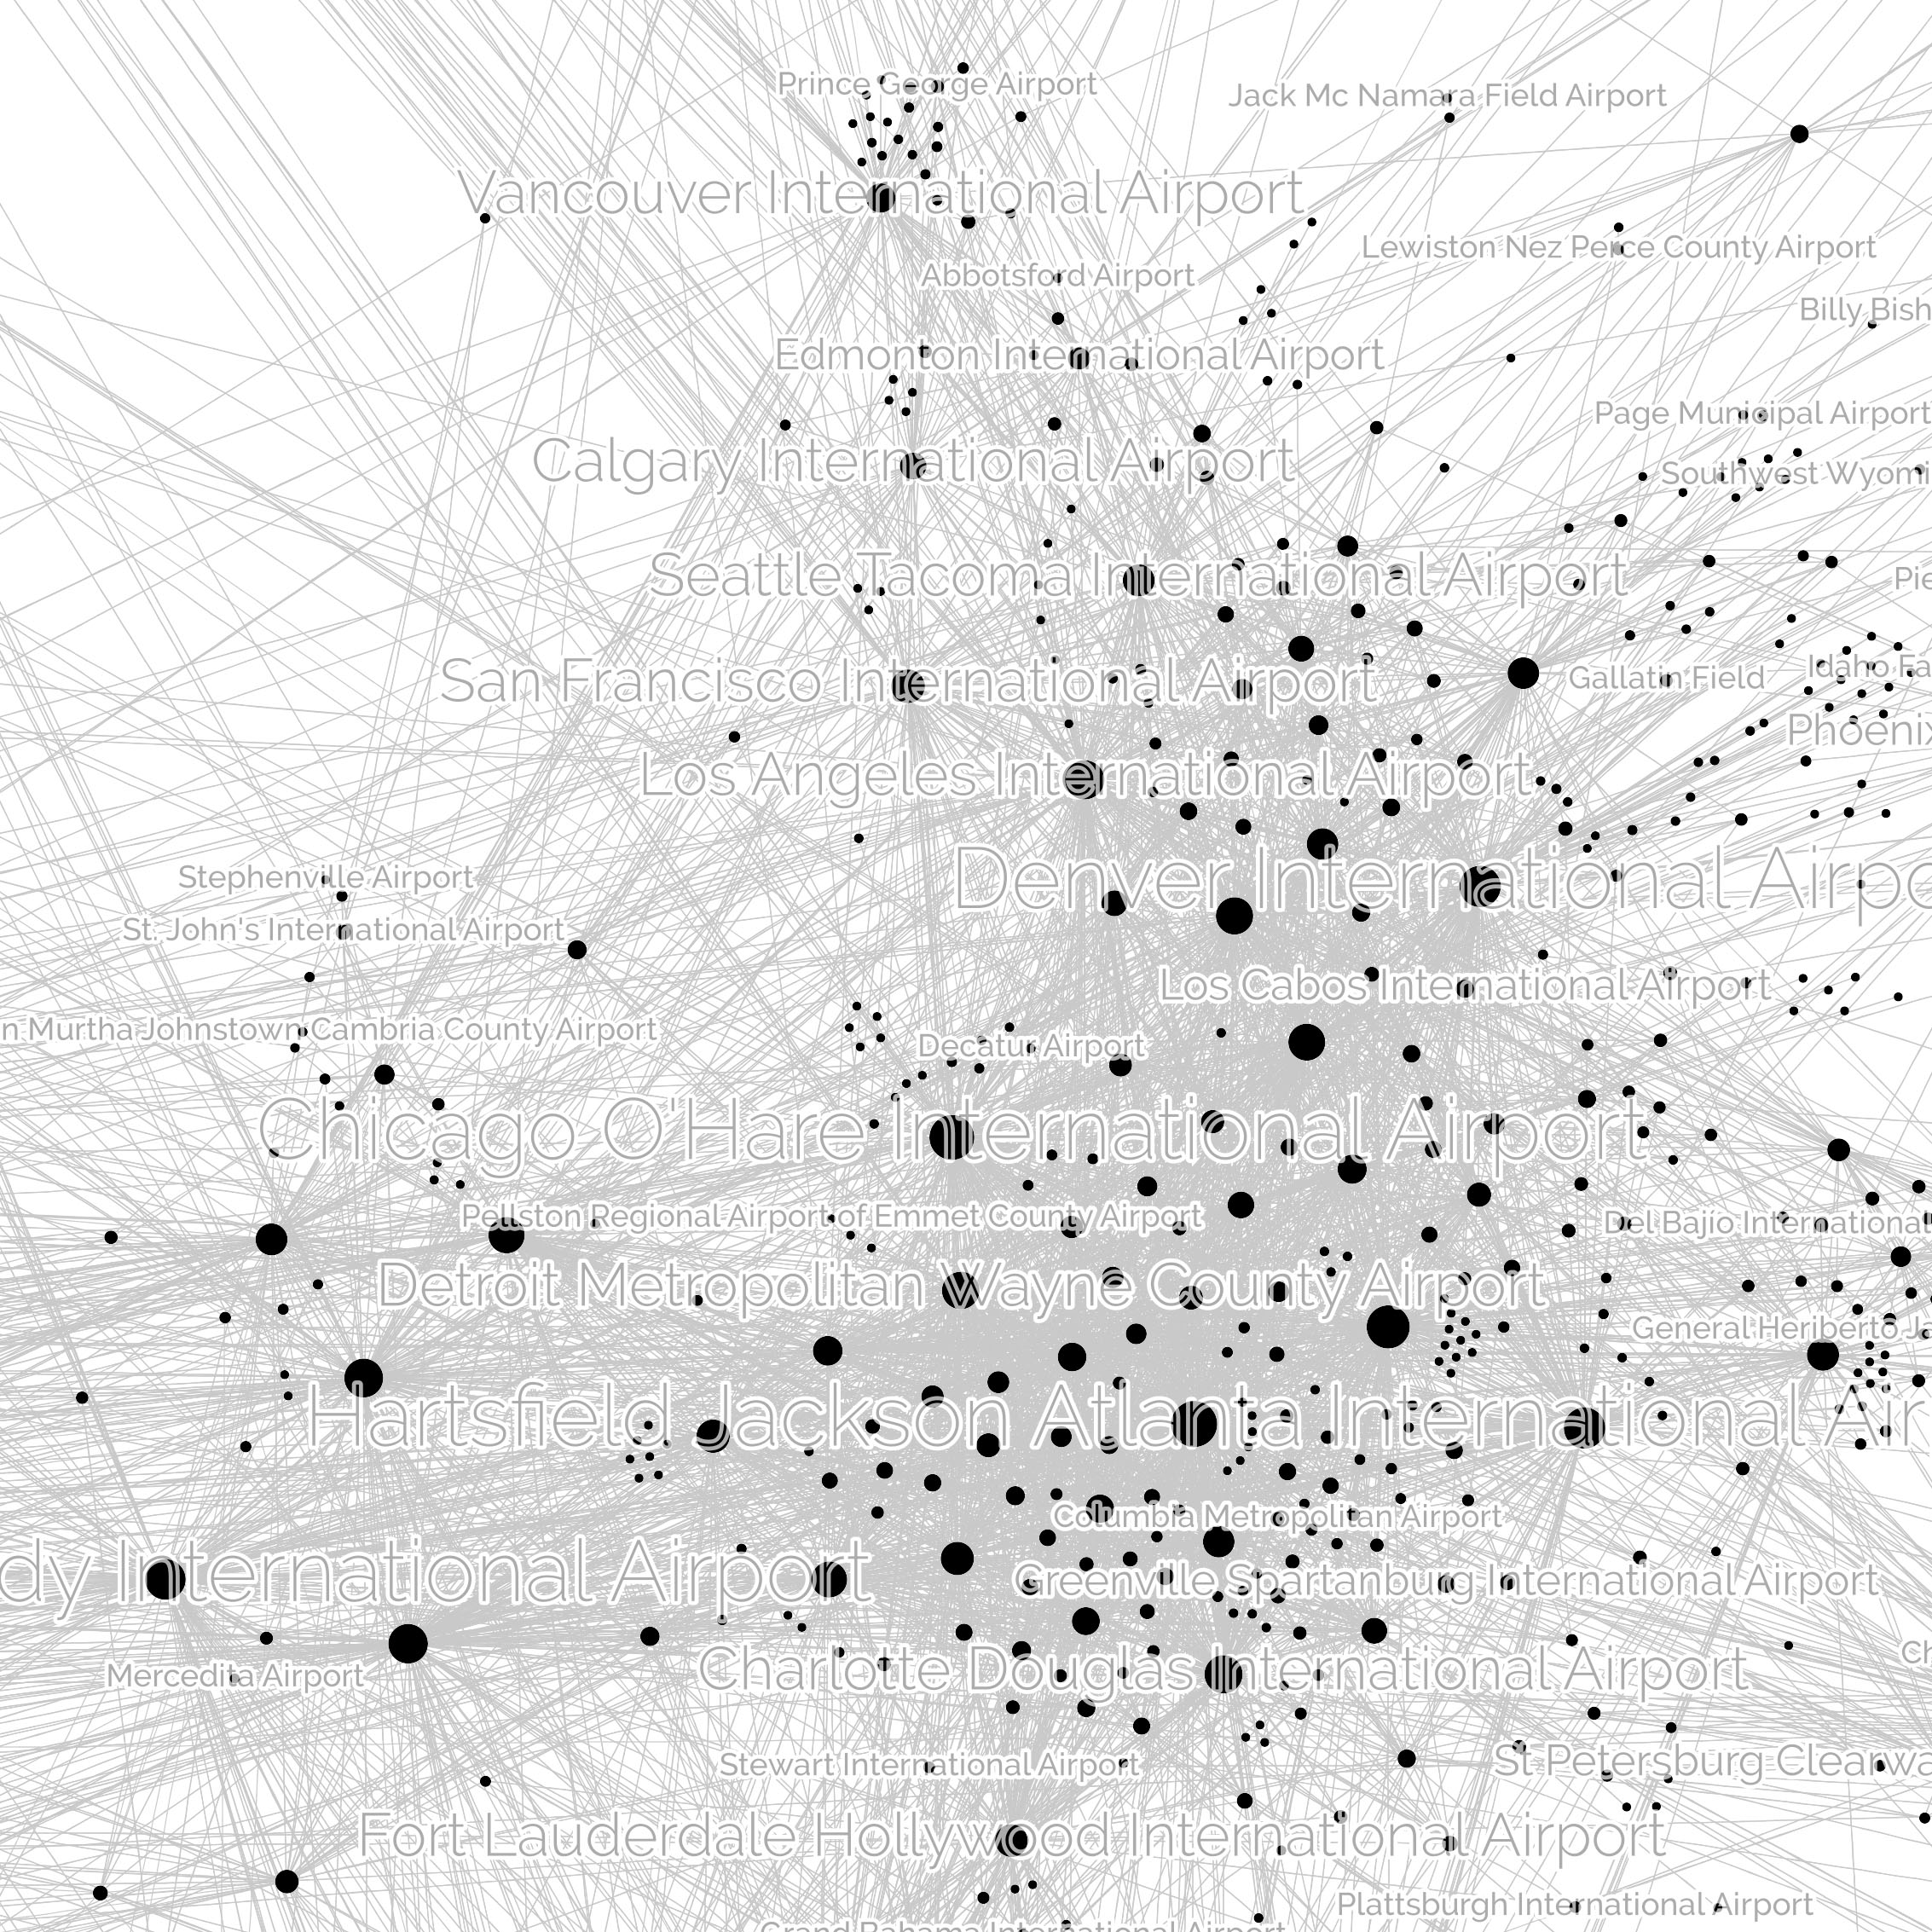 Prince George Airport
Jack Mc Namara Field Airport
Vancouver International Airport
Lewiston Nez Perce County Airport
Abbotsford Airport
Billy Bish
Edmonton International Airport
Page Municipal Airport
Calgary International Airport
Southwest Wyomi
Seattle Tacoma International Airport
Pie
San Francisco International Airport
Gallatin Field
Idaho Fa
Phoenix
Los Angeles International Airport
Stephenville Airport
Denver International Airpo
St. John's International Airport
Los Cabos International Airport
n Murtha Johnstown Cambria County Airport
Decatur Airport
Chicago O'Hare International Airport
Pellston Regional Airport of Emmet County Airport
Del Bajío International
Detroit Metropolitan Wayne County Airport
General Heriberto Ja
Hartsfield Jackson Atlanta International Air
Columbia Metropolitan Airport
dy International Airport
Greenville Spartanburg International Airport
Mercedita Airport
Charlotte Douglas International Airport
Ch
Stewart International Airport
St Petersburg Clearwa
Fort Lauderdale Hollywood International Airport
Plattsburgh International Airport
Grand Bahama International Airport